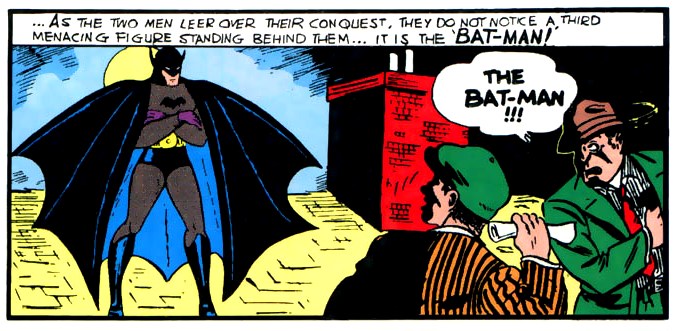 ... AS THE TWO MEN LEER OVER THEIR CONQUEST, THEY DO NOT NOTICE A THIRD
MENACING FIGURE STANDING BEHIND THEM... IT IS THE 'BAT-MAN!'
THE
BAT-MAN
!!!